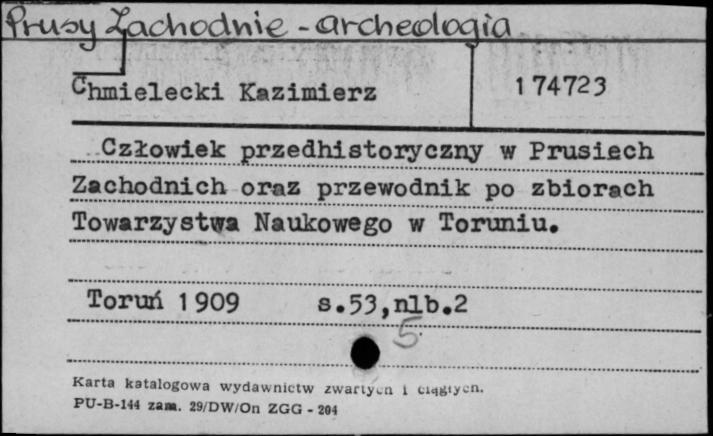 Prusy Zachodnie - archeologia
Chmielecki Kazimierz
174723
Człowiek przedhistoryczny w Prusiech
Zachodnich oraz przewodnik po zbiorach
Towarzystwa Naukowego w Toruniu.
Toruń 1909 s.53,nlb.2
5
Karta katalogowa wydawnictw zwartych i ciągłych.
PU-B-144 zam. 29/DW/On ZGG - 204